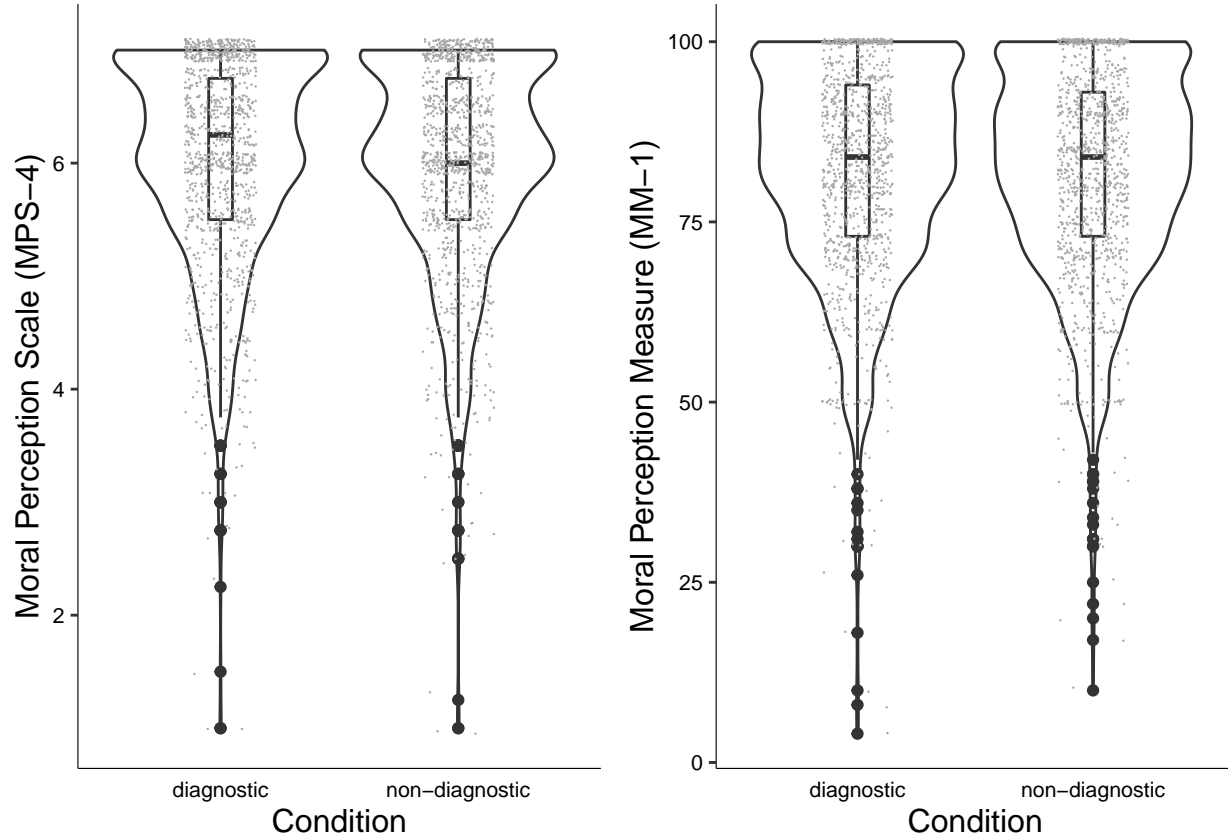 Moral Perception Scale (MPS−4)
6
4
2
diagnostic
non−diagnostic
Condition
Moral Perception Measure (MM−1)
100
75
50
25
0
diagnostic
non−diagnostic
Condition